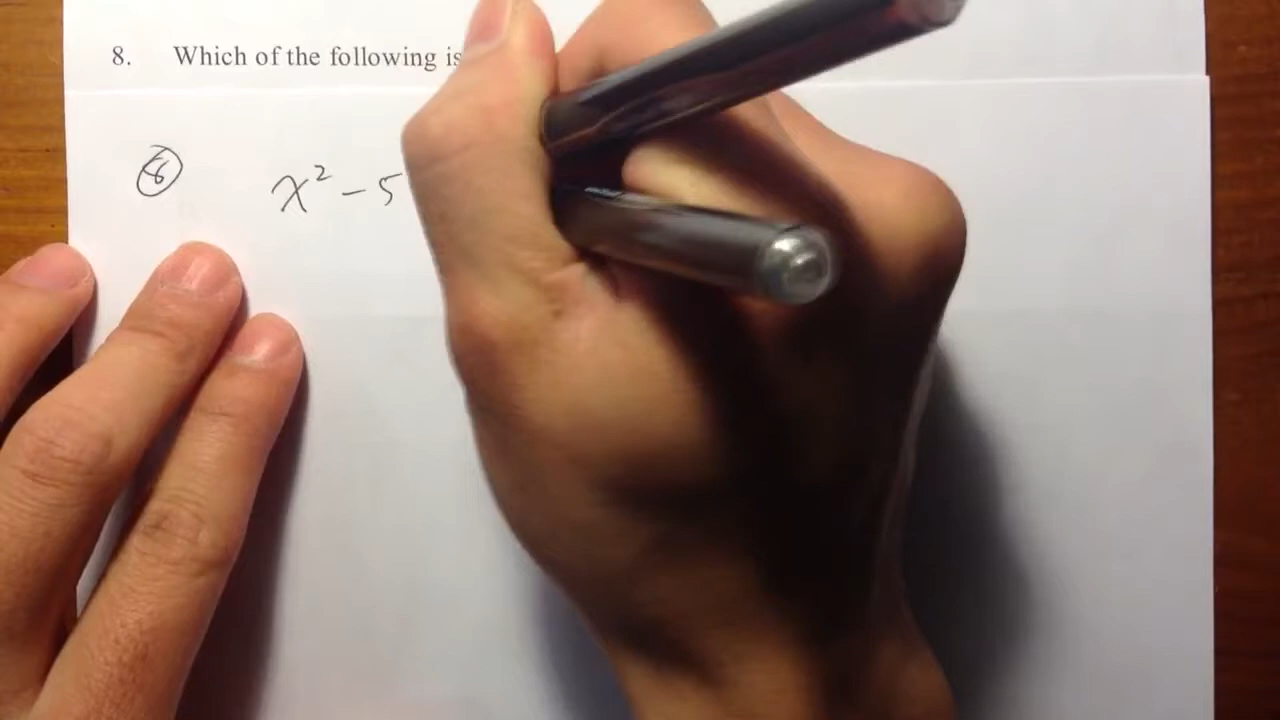 8. Which of the following is
⑥ x² - 5